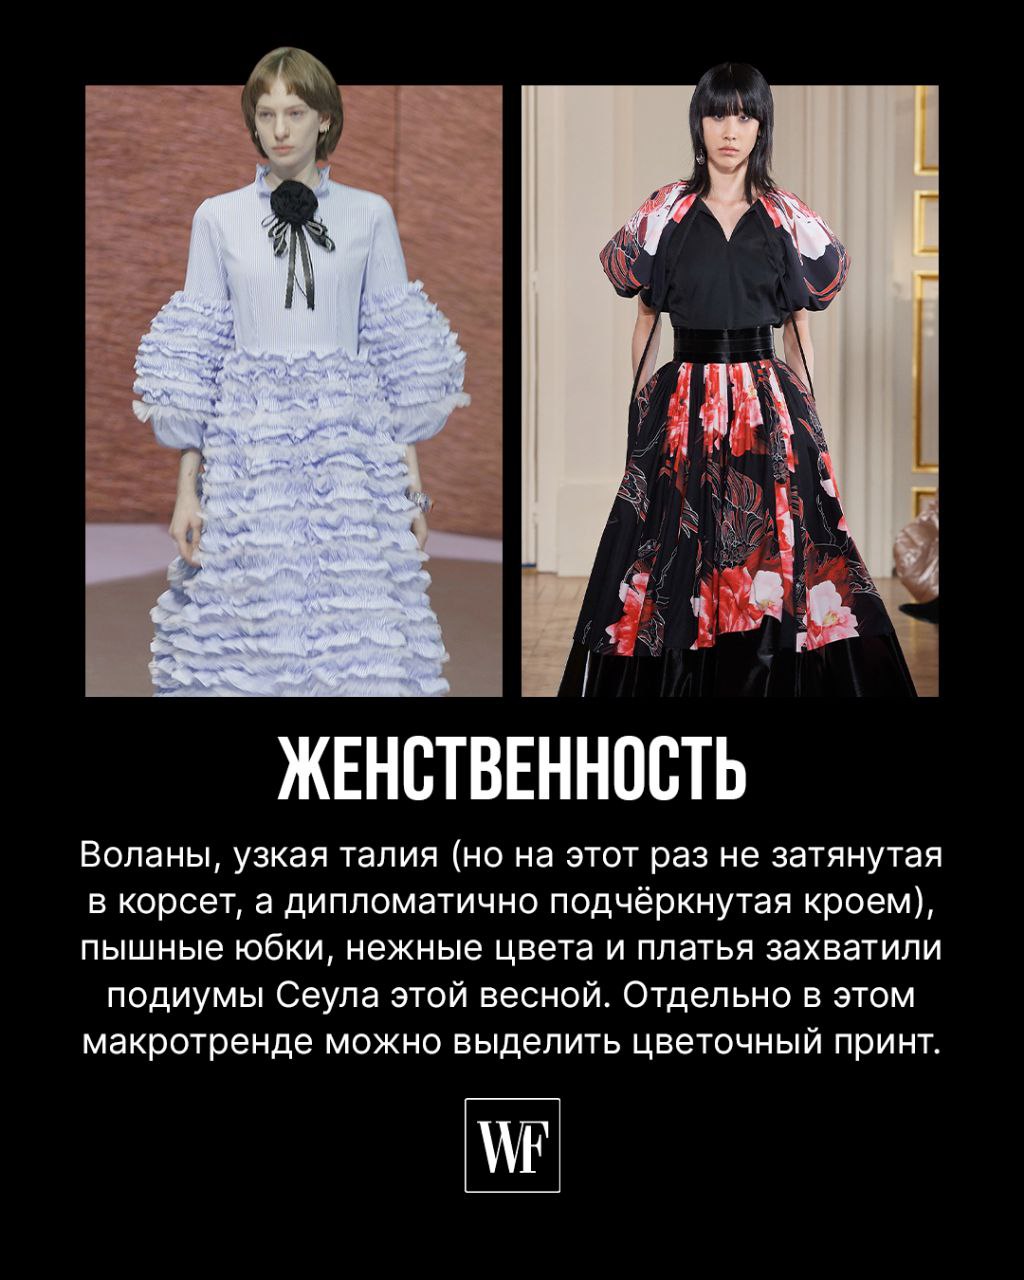 ЖЕНСТВЕННОСТЬ
Воланы, узкая талия (но на этот раз не затянутая
в корсет, а дипломатично подчёркнутая кроем),
пышные юбки, нежные цвета и платья захватили
подиумы Сеула этой весной. Отдельно в этом
макротренде можно выделить цветочный принт.
WF